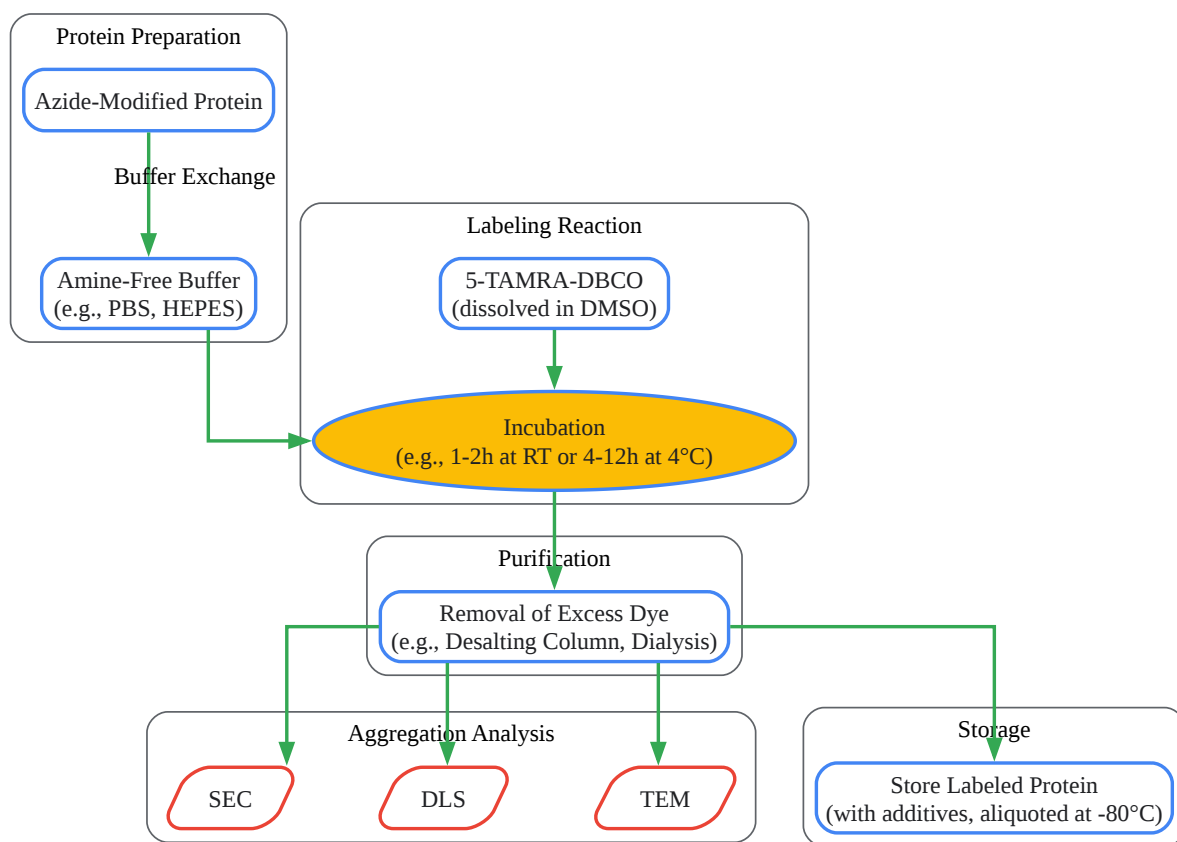 Protein Preparation
Azide-Modified Protein
Buffer Exchange
Amine-Free Buffer
(e.g., PBS, HEPES)
Labeling Reaction
5-TAMRA-DBCO
(dissolved in DMSO)
Incubation
(e.g., 1-2h at RT or 4-12h at 4°C)
Purification
Removal of Excess Dye
(e.g., Desalting Column, Dialysis)
Aggregation Analysis
SEC
DLS
TEM
Storage
Store Labeled Protein
(with additives, aliquoted at -80°C)